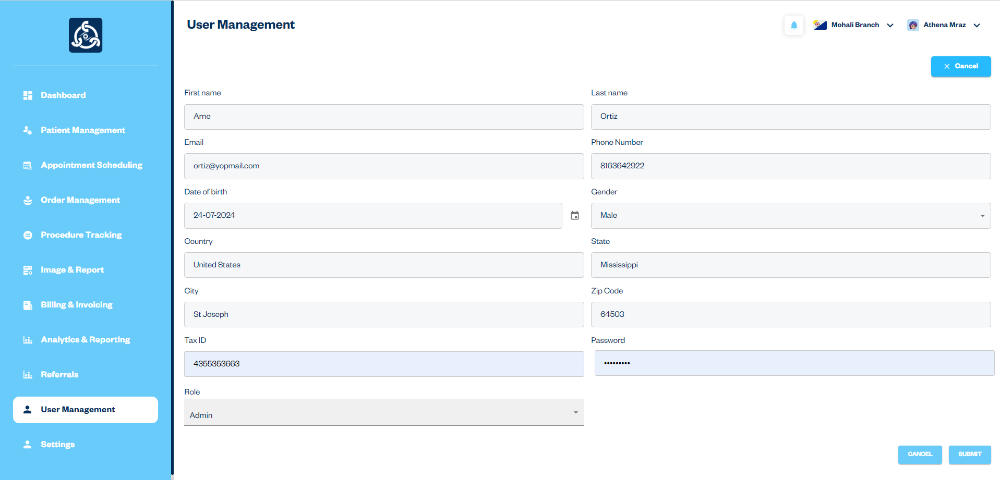 User Management
Mohali Branch
Athena Mraz
Cancel
Dashboard
Patient Management
Appointment Scheduling
Order Management
Procedure Tracking
Image & Report
Billing & Invoicing
Analytics & Reporting
Referrals
User Management
Settings
First name
Last name
Arne
Ortiz
Email
Phone Number
ortiz@yopmail.com
8163642922
Date of birth
Gender
24-07-2024
Male
Country
State
United States
Mississippi
City
Zip Code
St Joseph
64503
Tax ID
Password
4355353663
•••••••••
Role
Admin
CANCEL
SUBMIT